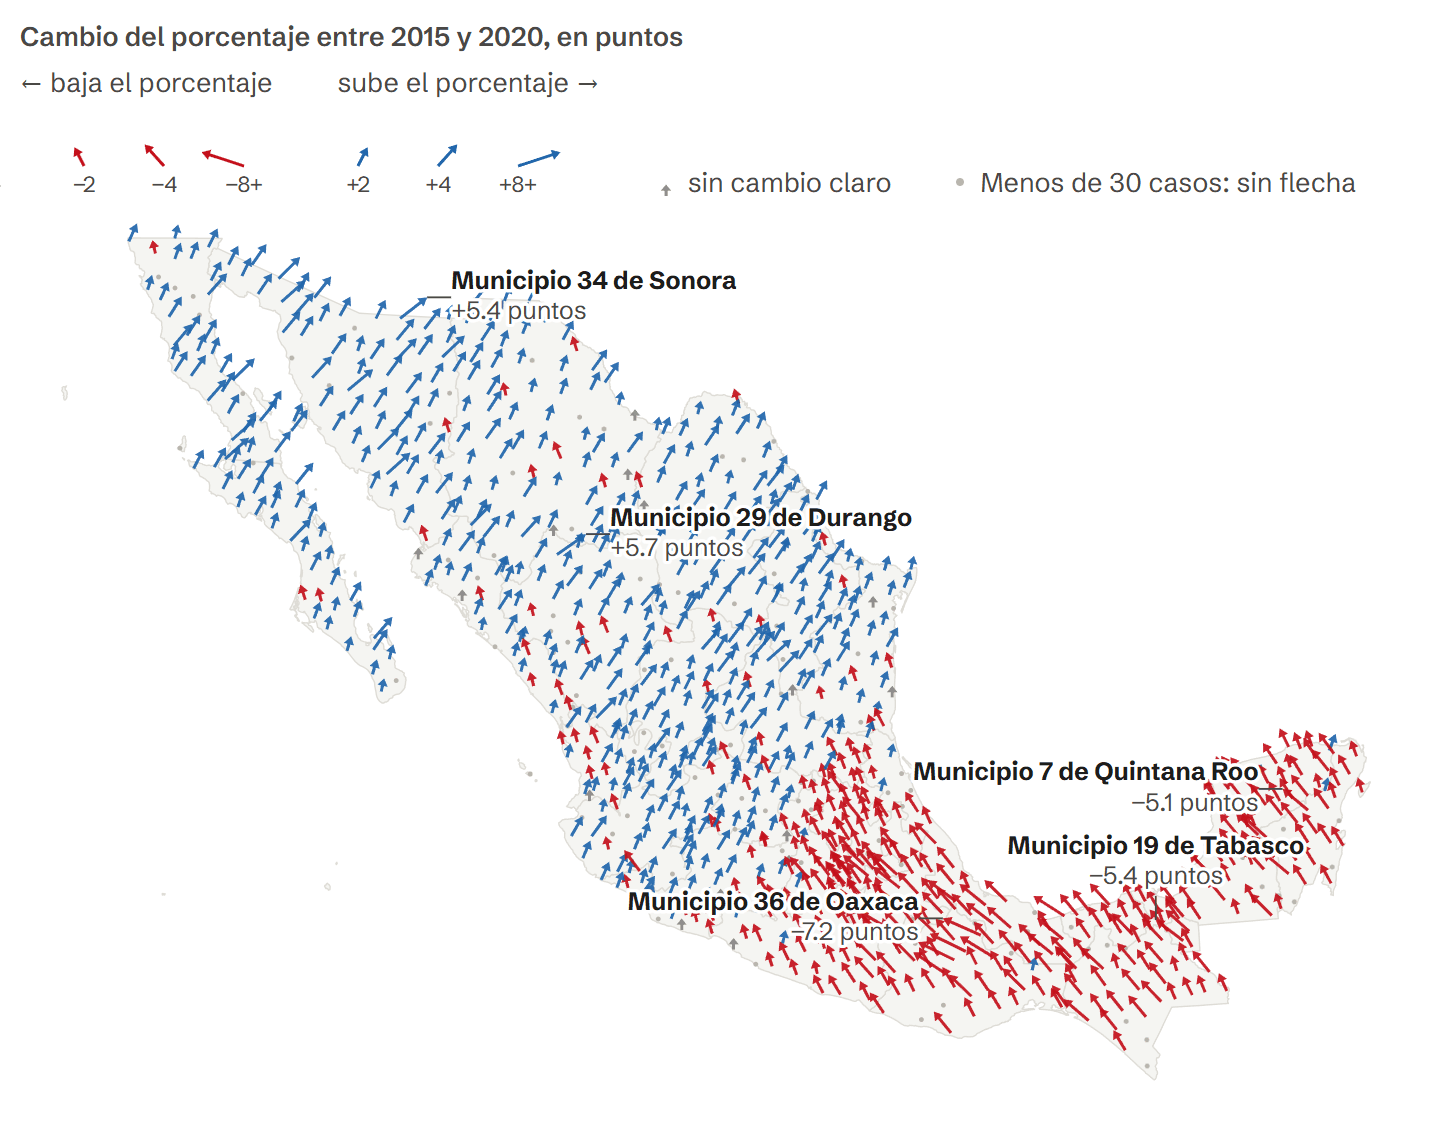 Cambio del porcentaje entre 2015 y 2020, en puntos
← baja el porcentaje sube el porcentaje →
−2 −4 −8+ +2 +4 +8+ sin cambio claro Menos de 30 casos: sin flecha
Municipio 34 de Sonora
+5.4 puntos
Municipio 29 de Durango
+5.7 puntos
Municipio 7 de Quintana Roo
−5.1 puntos
Municipio 19 de Tabasco
−5.4 puntos
Municipio 36 de Oaxaca
−7.2 puntos